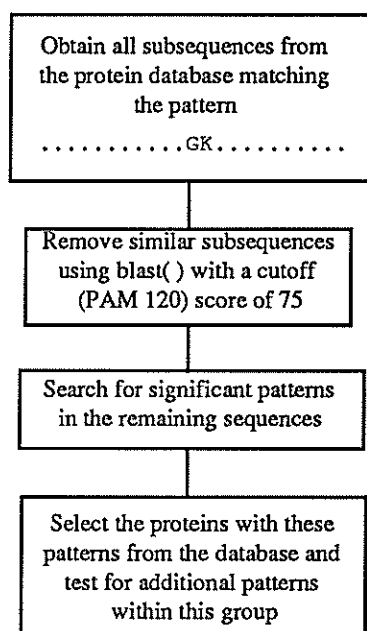 Obtain all subsequences from
the protein database matching
the pattern
. . . . . . . . . . .GK. . . . . . . . . .
Remove similar subsequences
using blast( ) with a cutoff
(PAM 120) score of 75
Search for significant patterns
in the remaining sequences
Select the proteins with these
patterns from the database and
test for additional patterns
within this group